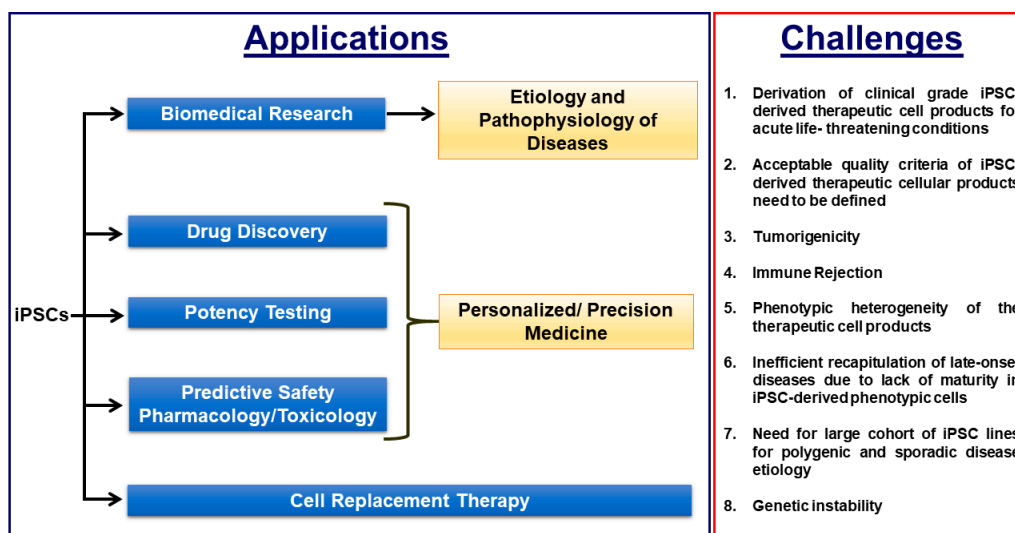 Applications
iPSCs
Biomedical Research
Etiology and
Pathophysiology of
Diseases
Drug Discovery
Potency Testing
Predictive Safety
Pharmacology/Toxicology
Personalized/ Precision
Medicine
Cell Replacement Therapy
Challenges
1. Derivation of clinical grade iPSC
derived therapeutic cell products fo
acute life- threatening conditions
2. Acceptable quality criteria of iPSC
derived therapeutic cellular products
need to be defined
3. Tumorigenicity
4. Immune Rejection
5. Phenotypic heterogeneity of the
therapeutic cell products
6. Inefficient recapitulation of late-onse
diseases due to lack of maturity in
iPSC-derived phenotypic cells
7. Need for large cohort of iPSC lines
for polygenic and sporadic disease
etiology
8. Genetic instability